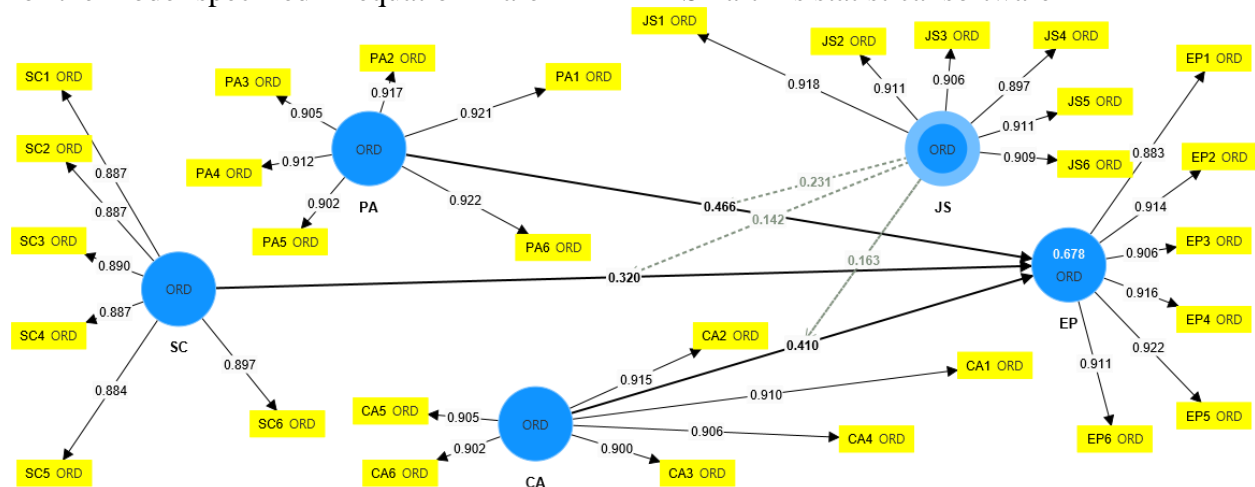 JS1 ORD
JS2 ORD
JS3 ORD
JS4 ORD
EP1 ORD
SC1 ORD
PA3 ORD
PA2 ORD
PA1 ORD
0.918
0.911
0.906
0.897
JS5 ORD
0.917
0.921
0.905
0.911
SC2 ORD
0.887
PA4 ORD
0.912
ORD
PA
ORD
JS
0.909
JS6 ORD
0.883
EP2 ORD
0.887
0.902
0.922
0.231
0.466
0.142
0.914
SC3 ORD
0.890
PA5 ORD
PA6 ORD
0.163
0.678
ORD
EP
0.906
EP3 ORD
ORD
SC
0.320
0.887
SC4 ORD
0.916
EP4 ORD
CA2 ORD
0.410
0.897
0.884
0.915
0.922
0.911
CA1 ORD
0.910
CA5 ORD
0.905
ORD
CA
0.906
CA4 ORD
EP5 ORD
SC6 ORD
EP6 ORD
0.902
0.900
SC5 ORD
CA6 ORD
CA3 ORD